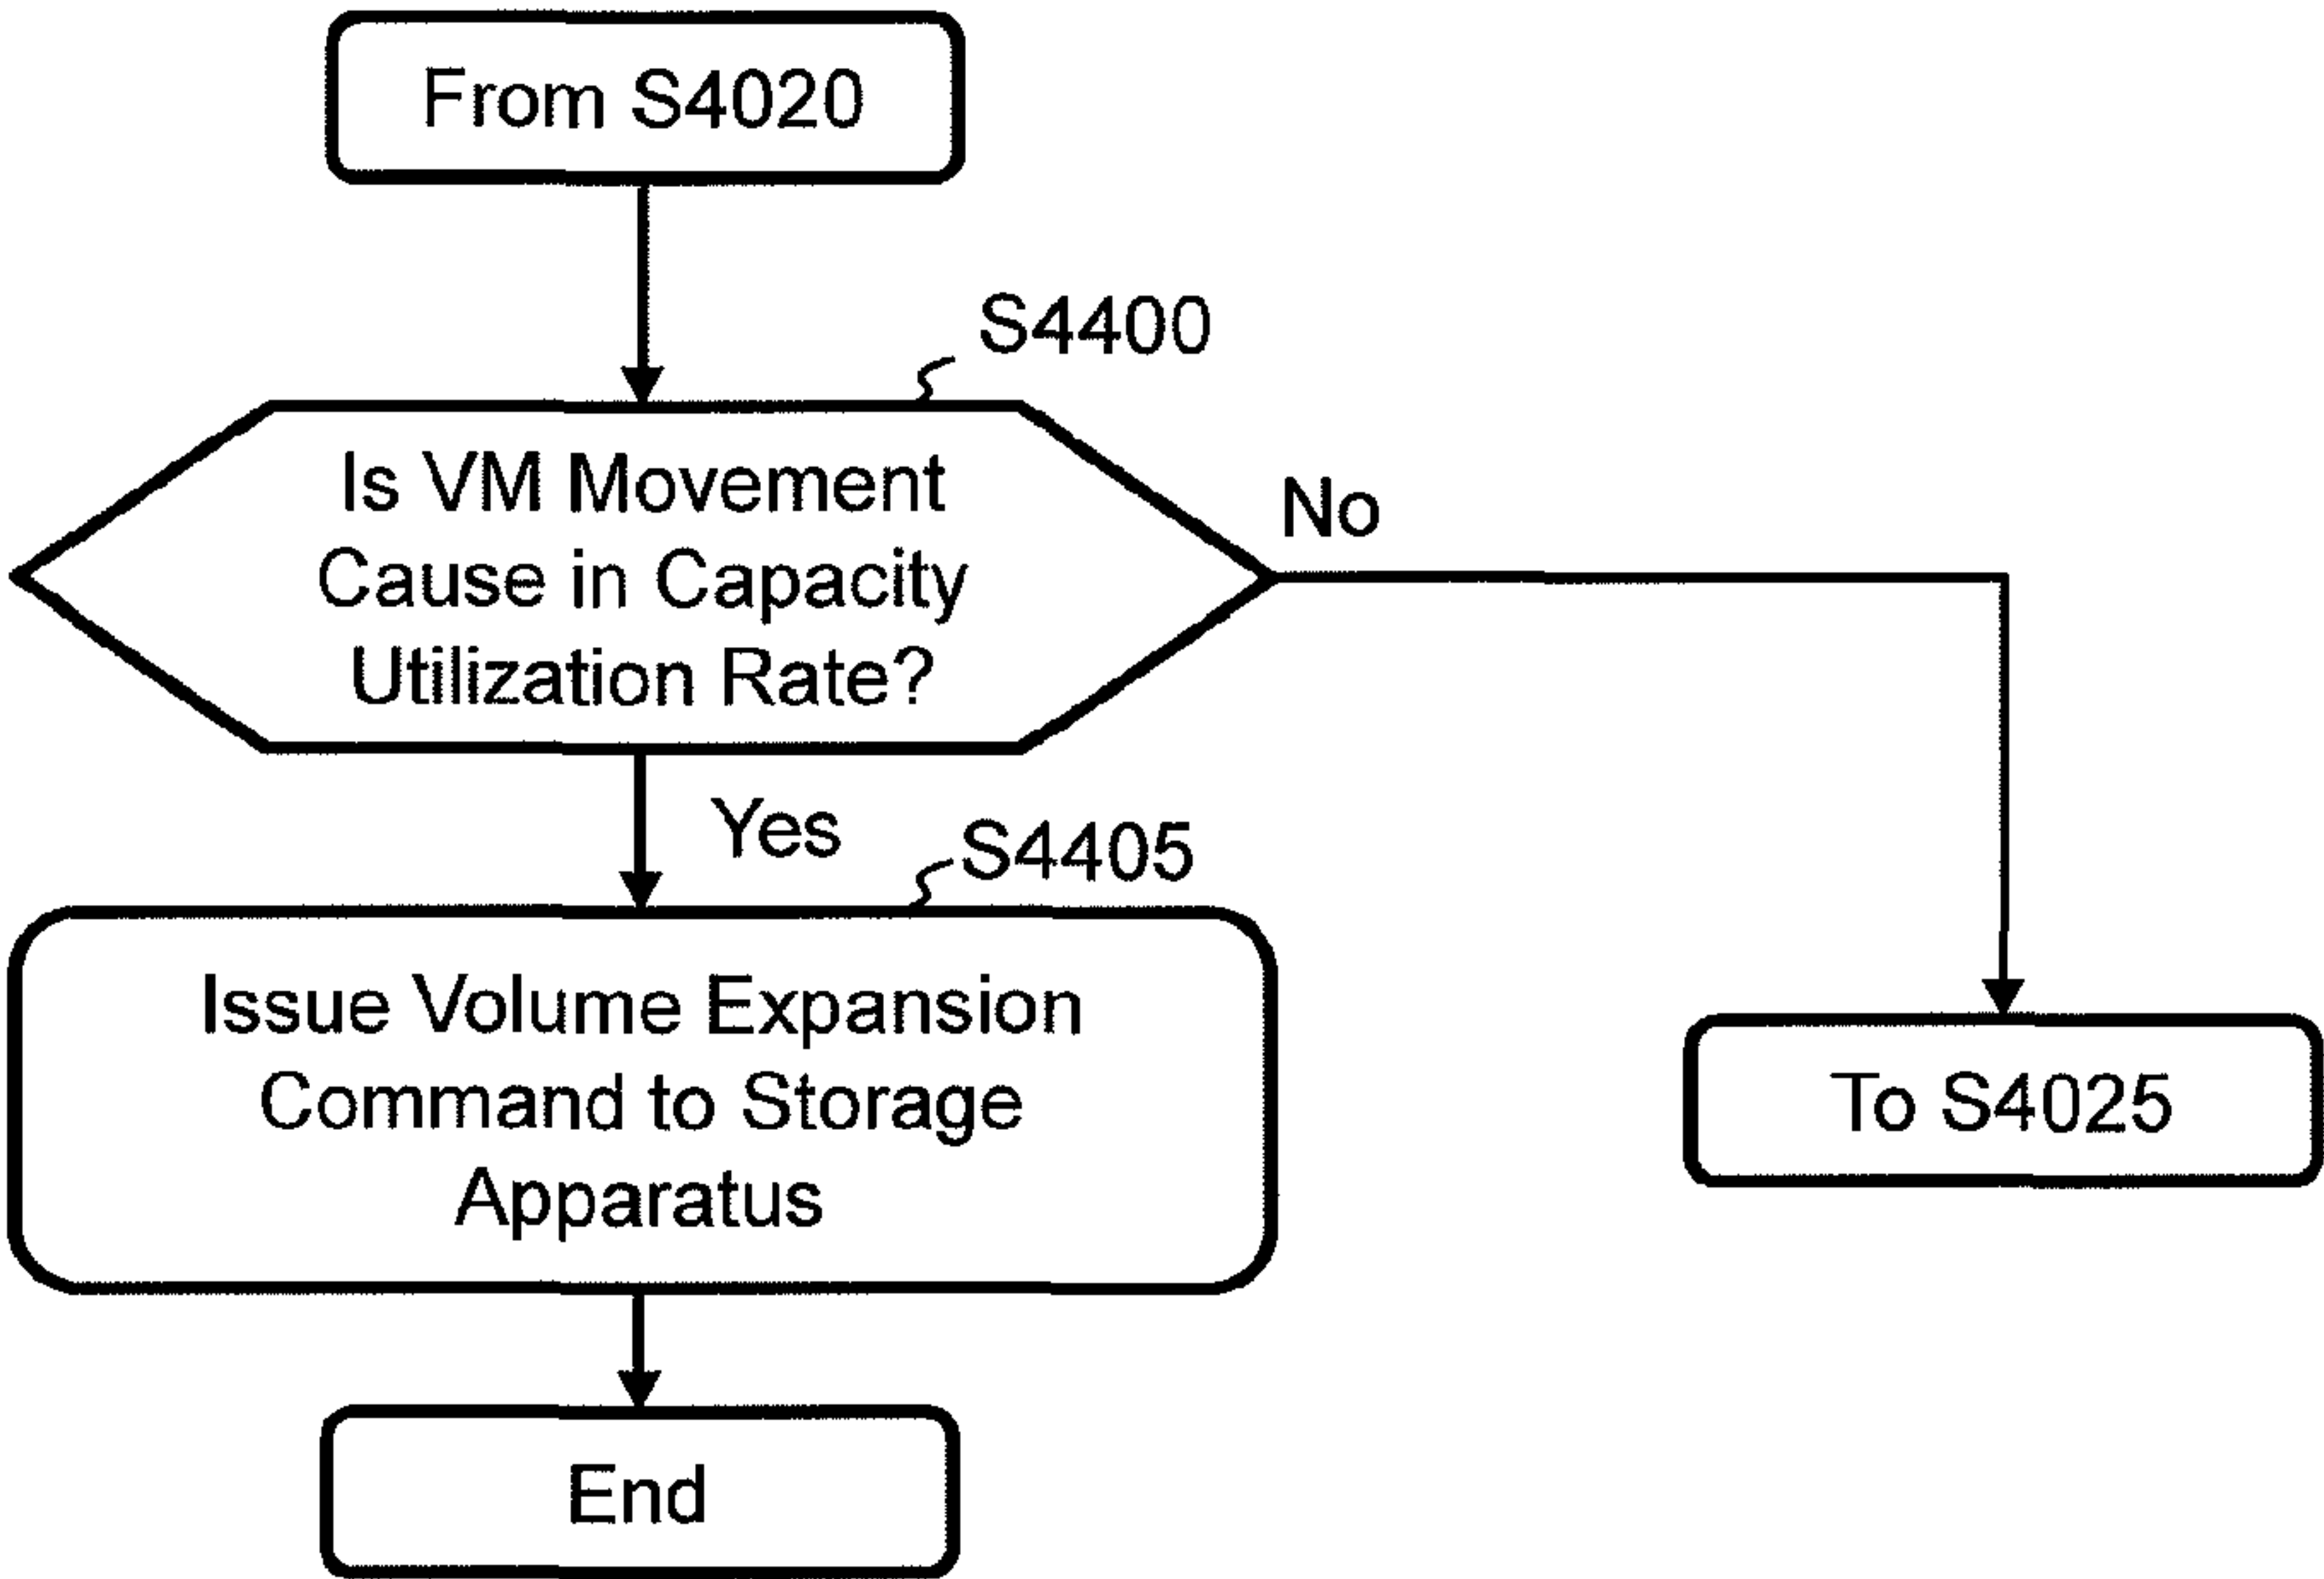 From S4020
S4400
Is VM Movement
Cause in Capacity
Utilization Rate?
No
Yes
S4405
Issue Volume Expansion
Command to Storage
Apparatus
To S4025
End